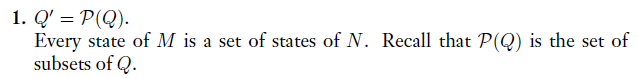 1. Q′ = P(Q).
Every state of M is a set of states of N. Recall that P(Q) is the set of
subsets of Q.